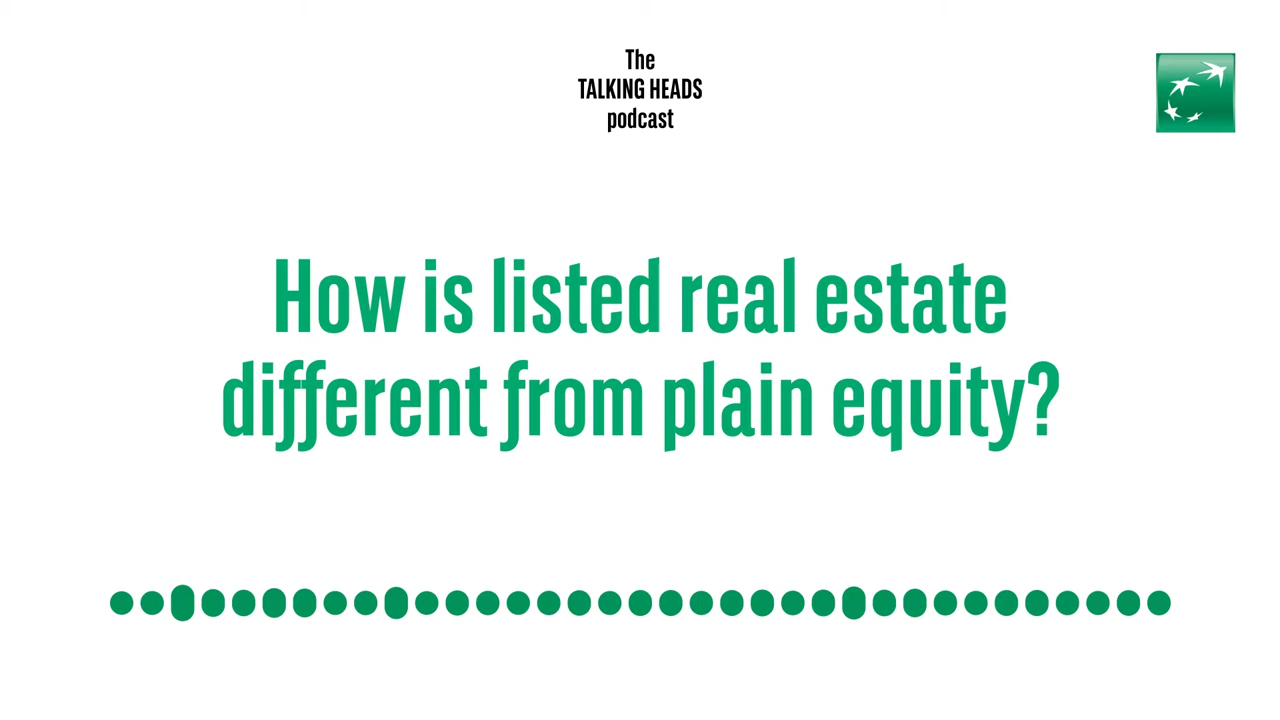 The
TALKING HEADS
podcast
How is listed real estate
different from plain equity?